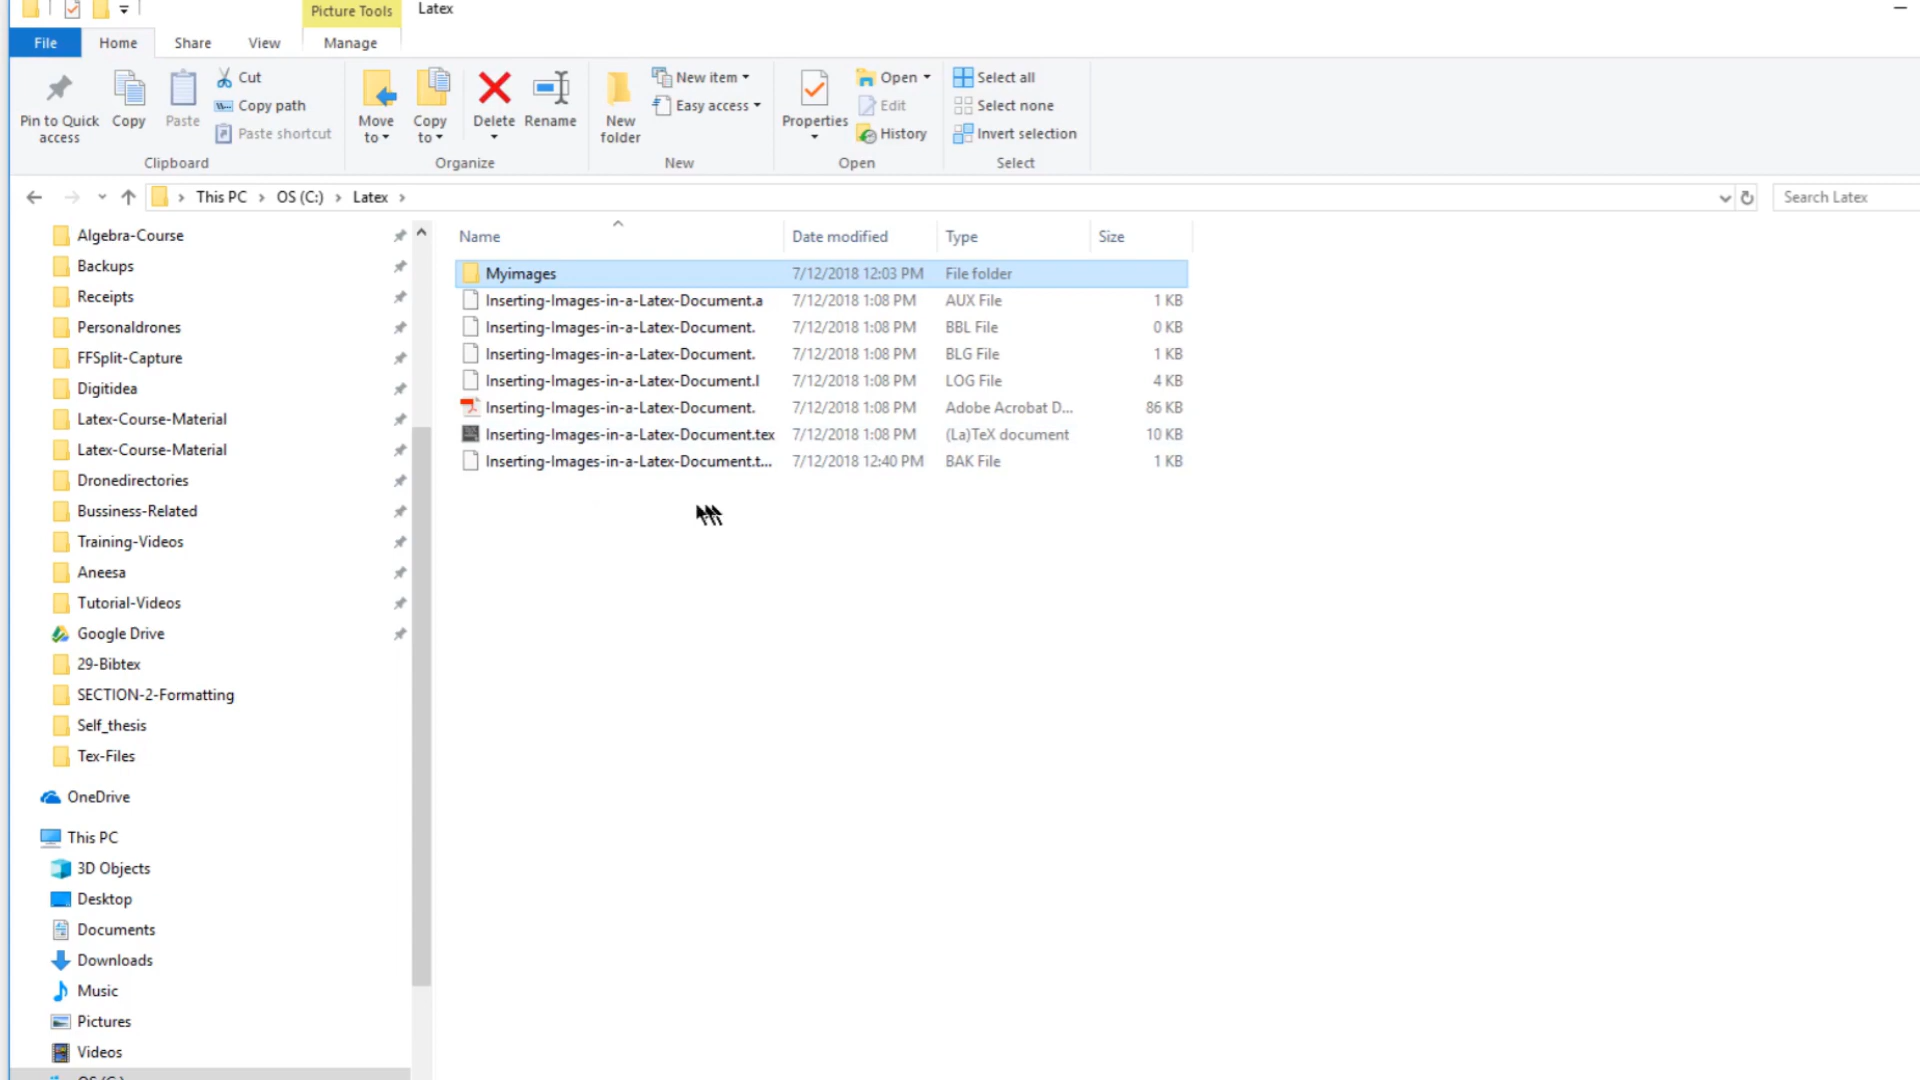 Picture Tools Latex
File Home Share View Manage
Pin to Quick access
Copy
Paste
Cut
Copy path
Paste shortcut
Clipboard
Move to
Copy to
Delete
Rename
Organize
New folder
New item
Easy access
New
Properties
Open
Edit
History
Open
Select all
Select none
Invert selection
Select
This PC > OS (C:) > Latex >
Search Latex
Algebra-Course
Backups
Receipts
Personaldrones
FFSplit-Capture
Digitidea
Latex-Course-Material
Latex-Course-Material
Dronedirectories
Bussiness-Related
Training-Videos
Aneesa
Tutorial-Videos
Google Drive
29-Bibtex
SECTION-2-Formatting
Self_thesis
Tex-Files
OneDrive
This PC
3D Objects
Desktop
Documents
Downloads
Music
Pictures
Videos
OS (C:)
Name Date modified Type Size
Myimages 7/12/2018 12:03 PM File folder
Inserting-Images-in-a-Latex-Document.a 7/12/2018 1:08 PM AUX File 1 KB
Inserting-Images-in-a-Latex-Document. 7/12/2018 1:08 PM BBL File 0 KB
Inserting-Images-in-a-Latex-Document. 7/12/2018 1:08 PM BLG File 1 KB
Inserting-Images-in-a-Latex-Document.l 7/12/2018 1:08 PM LOG File 4 KB
Inserting-Images-in-a-Latex-Document. 7/12/2018 1:08 PM Adobe Acrobat D... 86 KB
Inserting-Images-in-a-Latex-Document.tex 7/12/2018 1:08 PM (La)TeX document 10 KB
Inserting-Images-in-a-Latex-Document.t... 7/12/2018 12:40 PM BAK File 1 KB